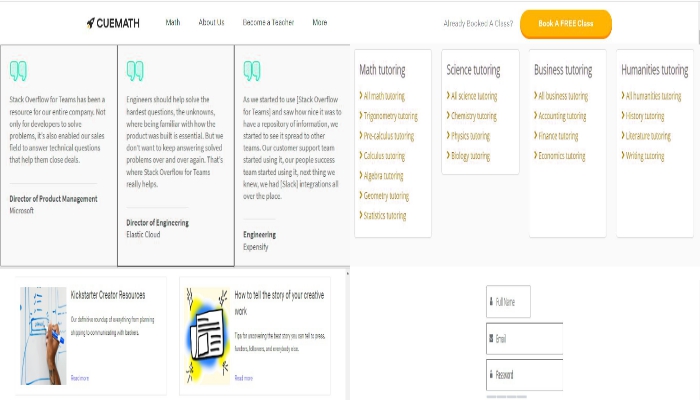 CUEMATH
Math
About Us
Become a Teacher
More
Already Booked A Class?
Book A FREE Class
Stack Overflow for Teams has been a
resource for our entire company. Not
only for developers to solve
problems, it's also enabled our sales
field to answer technical questions
that help them close deals.
Director of Product Management
Microsoft
Engineers should help solve the
hardest questions, the unknowns,
where being familiar with how the
product was built is essential. But we
don't want to keep answering solved
problems over and over again. That's
where Stack Overflow for Teams
really helps.
Director of Engineering
Elastic Cloud
As we started to use [Stack Overflow
for Teams] and saw how nice it was to
have a repository of information, we
started to see it spread to other
teams. Our customer support team
started using it, our people success
team started using it, next thing we
knew, we had [Slack] integrations all
over the place.
Engineering
Expensify
Math tutoring
All math tutoring
Trigonometry tutoring
Pre-calculus tutoring
Calculus tutoring
Algebra tutoring
Geometry tutoring
Statistics tutoring
Science tutoring
All science tutoring
Chemistry tutoring
Physics tutoring
Biology tutoring
Business tutoring
All business tutoring
Accounting tutoring
Finance tutoring
Economics tutoring
Humanities tutoring
All humanities tutoring
History tutoring
Literature tutoring
Writing tutoring
Kickstarter Creator Resources
Our definitive roundup of everything from planning
shipping to communicating with backers.
Read more
How to tell the story of your creative
work
Tips for uncovering the best story you can tell to press,
funders, followers, and everybody else.
Read more
Full Name
Email
Password